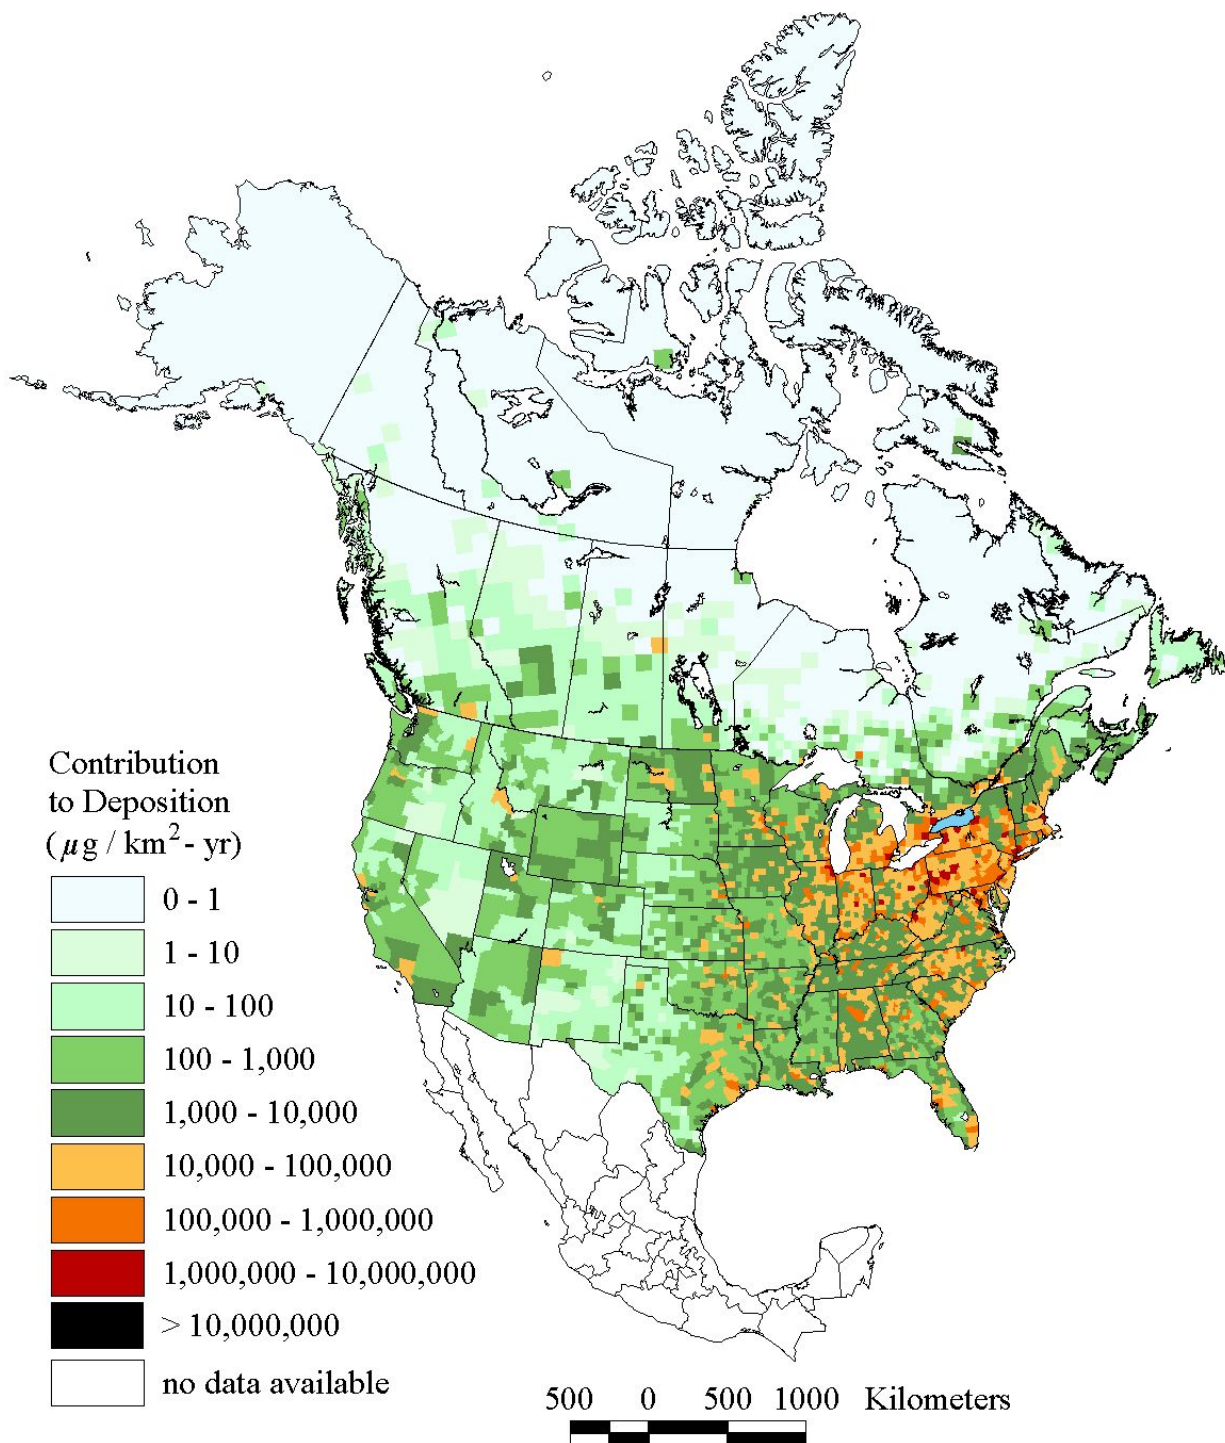 Contribution
to Deposition
(μg / km² - yr)
0 - 1
1 - 10
10 - 100
100 - 1,000
1,000 - 10,000
10,000 - 100,000
100,000 - 1,000,000
1,000,000 - 10,000,000
> 10,000,000
no data available
500 0 500 1000 Kilometers